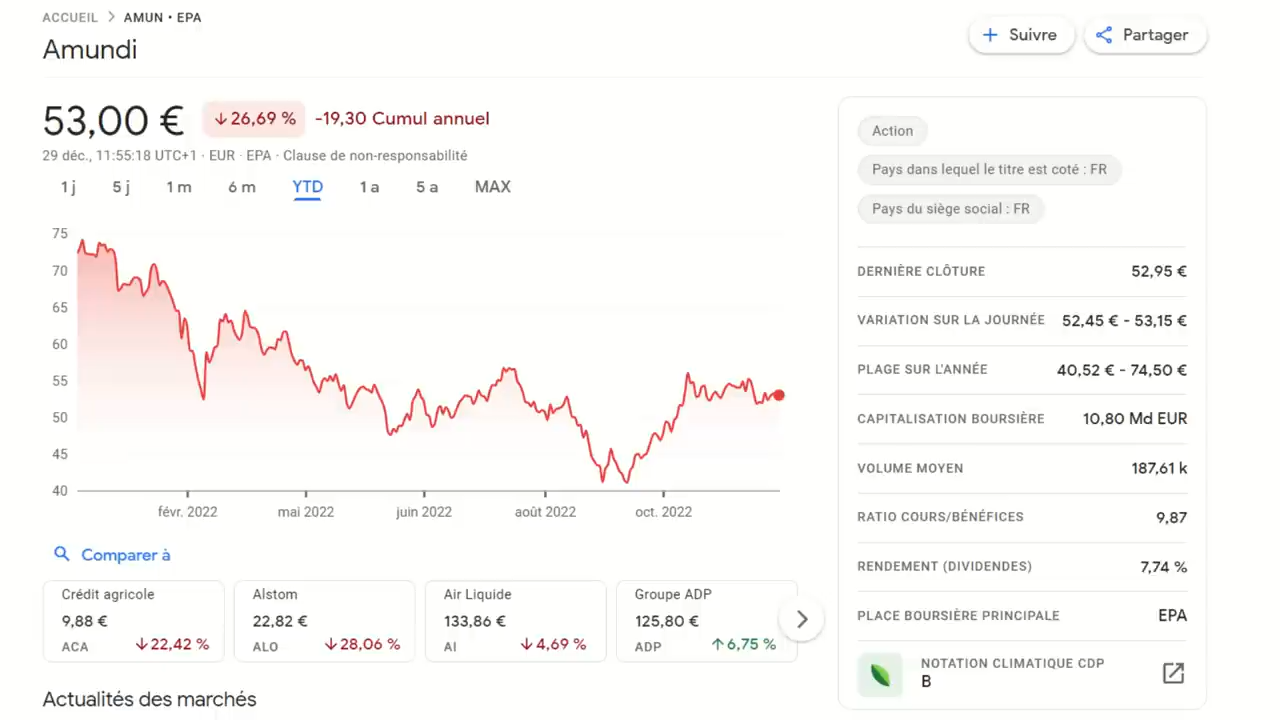 ACCUEIL > AMUN • EPA
Amundi
Suivre
Partager
53,00 € ↓26,69 % -19,30 Cumul annuel
29 déc., 11:55:18 UTC+1 · EUR · EPA · Clause de non-responsabilité
1 j 5 j 1 m 6 m YTD 1 a 5 a MAX
75
70
65
60
55
50
45
40
févr. 2022 mai 2022 juin 2022 août 2022 oct. 2022
Comparer à
Crédit agricole
9,88 €
ACA ↓22,42 %
Alstom
22,82 €
ALO ↓28,06 %
Air Liquide
133,86 €
AI ↓4,69 %
Groupe ADP
125,80 €
ADP ↑6,75 %
Actualités des marchés
Action
Pays dans lequel le titre est coté : FR
Pays du siège social : FR
DERNIÈRE CLÔTURE 52,95 €
VARIATION SUR LA JOURNÉE 52,45 € - 53,15 €
PLAGE SUR L'ANNÉE 40,52 € - 74,50 €
CAPITALISATION BOURSIÈRE 10,80 Md EUR
VOLUME MOYEN 187,61 k
RATIO COURS/BÉNÉFICES 9,87
RENDEMENT (DIVIDENDES) 7,74 %
PLACE BOURSIÈRE PRINCIPALE EPA
NOTATION CLIMATIQUE CDP
B